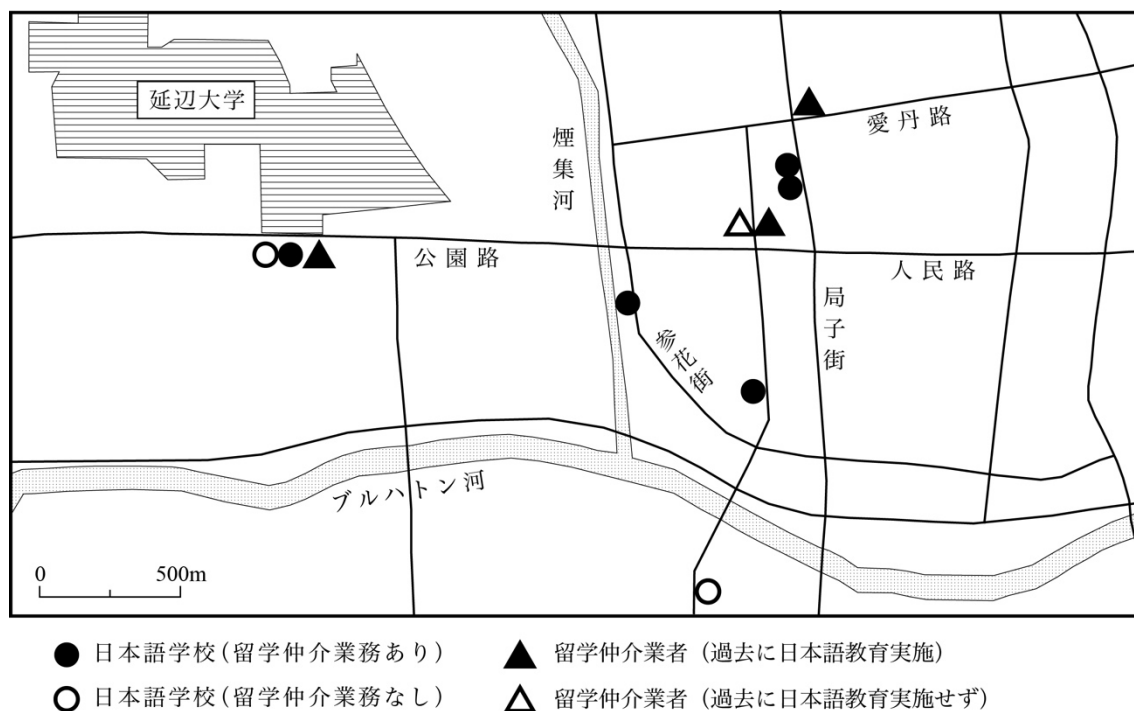 延辺大学
煙集河
愛丹路
公園路
人民路
局子街
参花街
ブルハトン河
0 500m
日本語学校(留学仲介業務あり)
留学仲介業者 (過去に日本語教育実施)
日本語学校(留学仲介業務なし)
留学仲介業者 (過去に日本語教育実施せず)